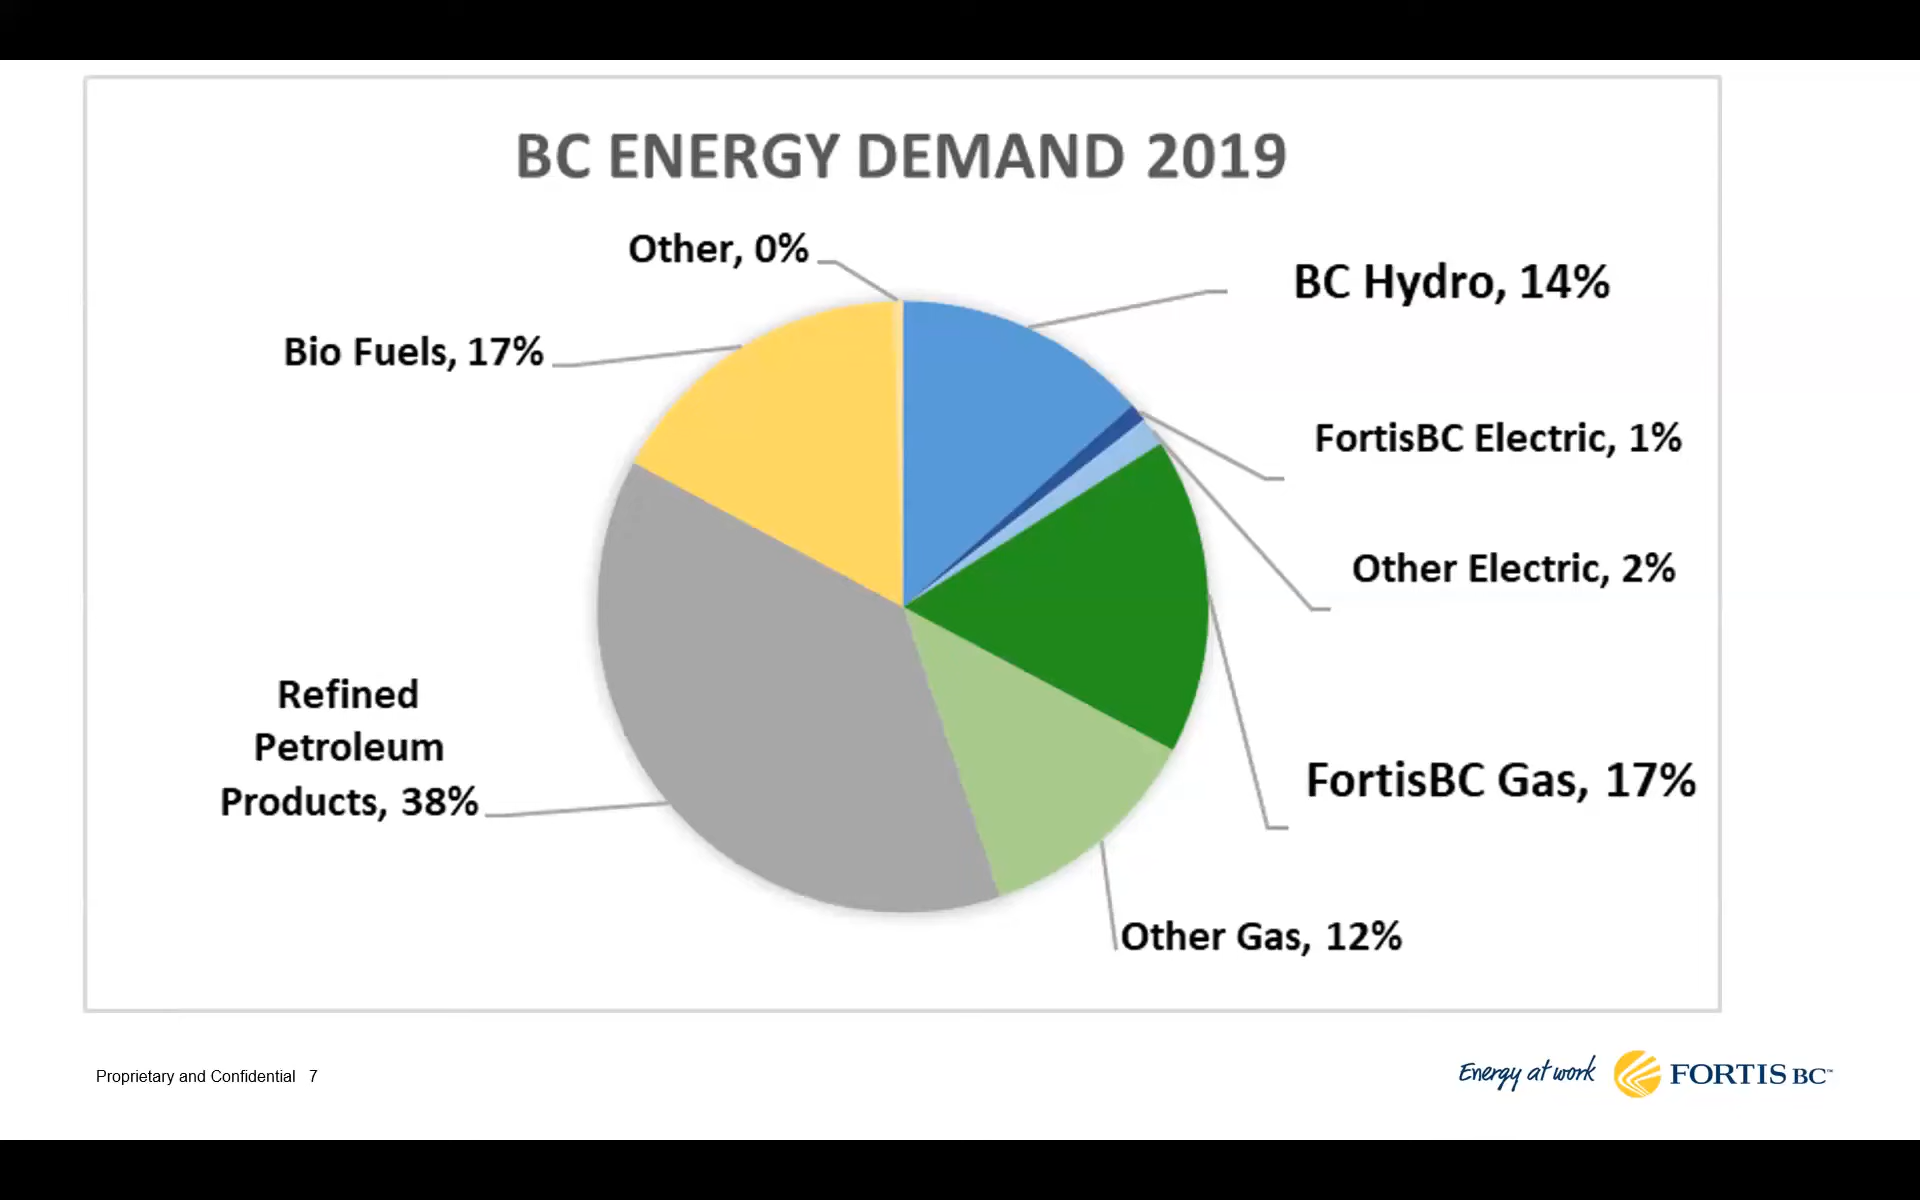 BC ENERGY DEMAND 2019
Other, 0%
BC Hydro, 14%
Bio Fuels, 17%
FortisBC Electric, 1%
Other Electric, 2%
Refined
Petroleum
Products, 38%
FortisBC Gas, 17%
Other Gas, 12%
Proprietary and Confidential 7
Energy at work
FORTIS BC™